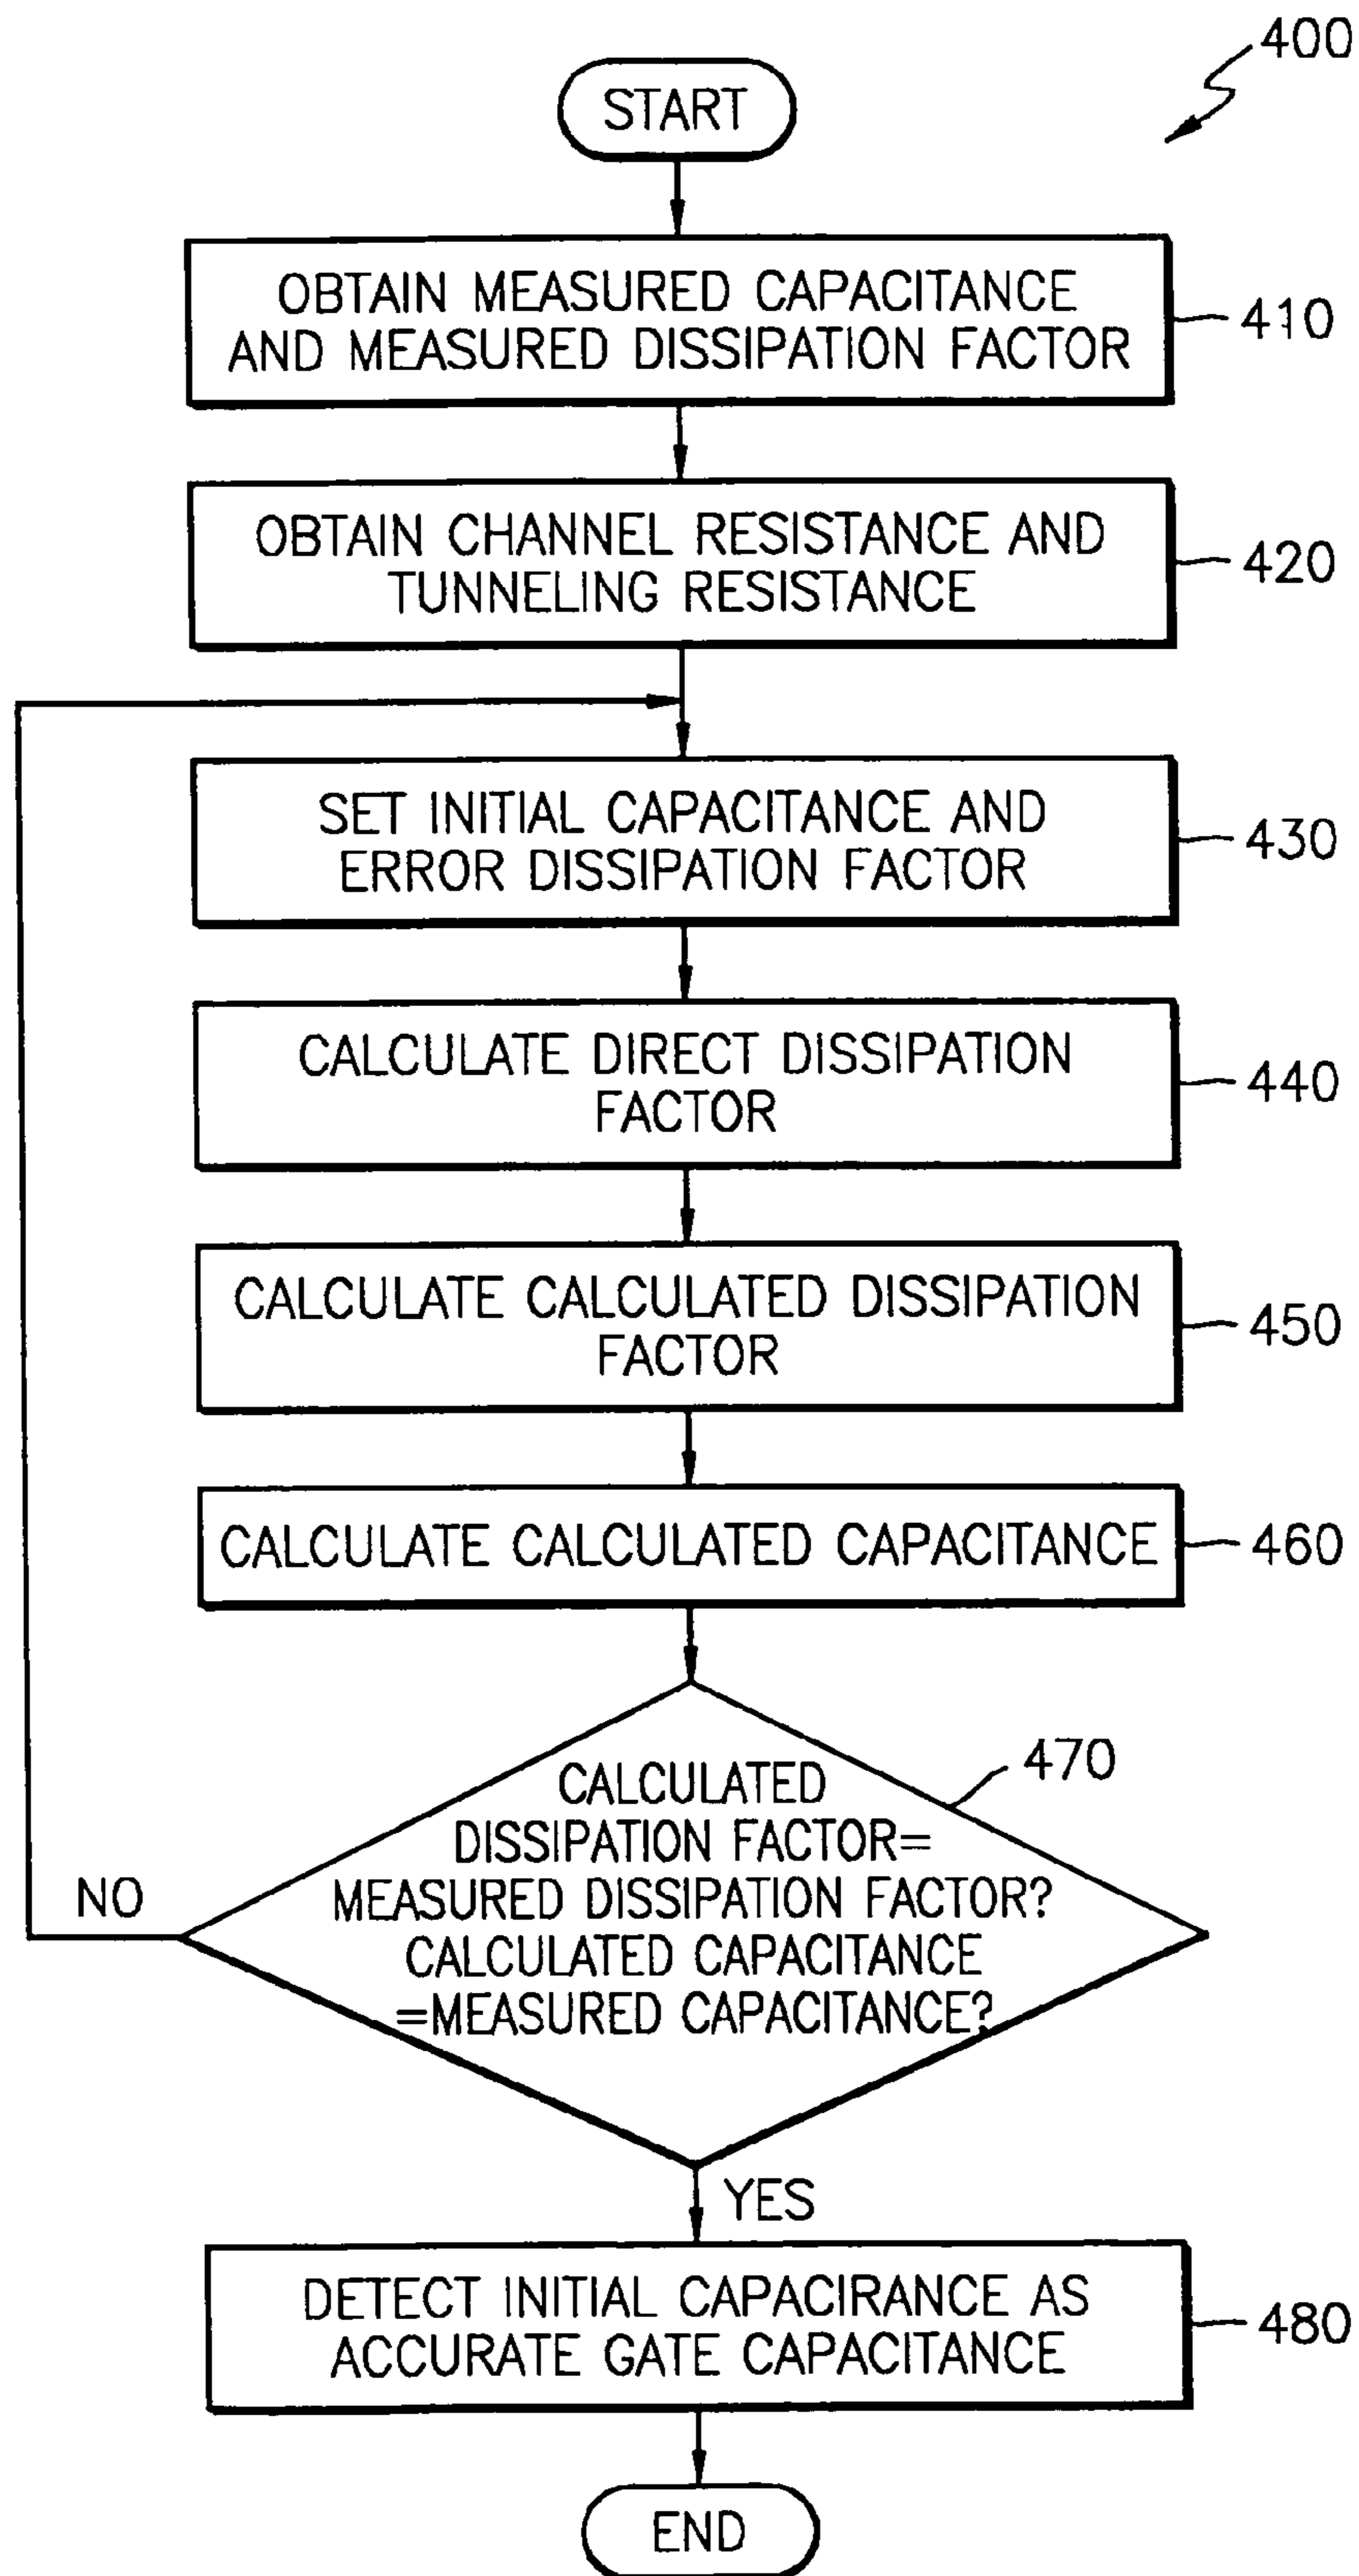 400
START
OBTAIN MEASURED CAPACITANCE
AND MEASURED DISSIPATION FACTOR
410
OBTAIN CHANNEL RESISTANCE AND
TUNNELING RESISTANCE
420
SET INITIAL CAPACITANCE AND
ERROR DISSIPATION FACTOR
430
CALCULATE DIRECT DISSIPATION
FACTOR
440
CALCULATE CALCULATED DISSIPATION
FACTOR
450
CALCULATE CALCULATED CAPACITANCE
460
470
CALCULATED
DISSIPATION FACTOR=
MEASURED DISSIPATION FACTOR?
CALCULATED CAPACITANCE
=MEASURED CAPACITANCE?
NO
YES
DETECT INITIAL CAPACIRANCE AS
ACCURATE GATE CAPACITANCE
480
END